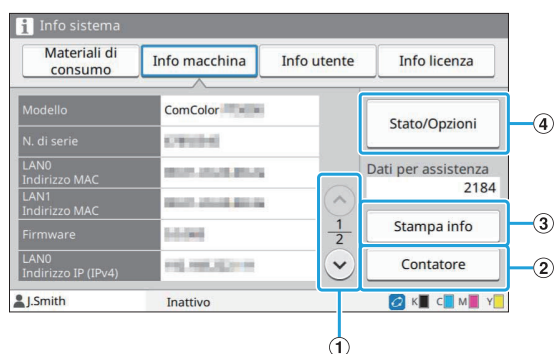 Info sistema
Materiali di
consumo
Info macchina
Info utente
Info licenza
Modello
ComColor
N. di serie
LAN0
Indirizzo MAC
LAN1
Indirizzo MAC
Firmware
LAN0
Indirizzo IP (IPv4)
1
2
Stato/Opzioni
4
Dati per assistenza
2184
Stampa info
3
Contatore
2
J.Smith
Inattivo
K C M Y
1